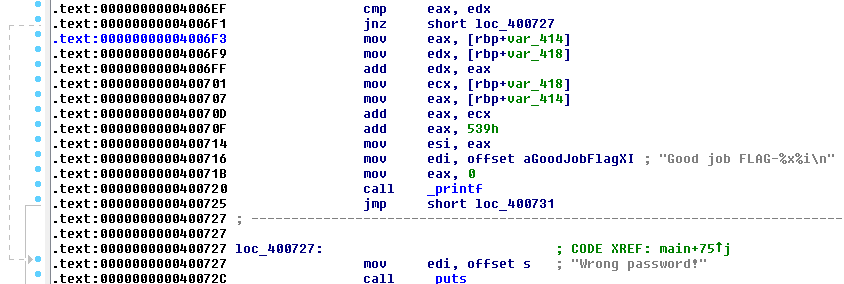 .text:00000000004006EF cmp eax, edx
.text:00000000004006F1 jnz short loc_400727
.text:00000000004006F3 mov eax, [rbp+var_414]
.text:00000000004006F9 mov edx, [rbp+var_418]
.text:00000000004006FF add edx, eax
.text:0000000000400701 mov ecx, [rbp+var_418]
.text:0000000000400707 mov eax, [rbp+var_414]
.text:000000000040070D add eax, ecx
.text:000000000040070F add eax, 539h
.text:0000000000400714 mov esi, eax
.text:0000000000400716 mov edi, offset aGoodJobFlagXI ; "Good job FLAG-%x%i\n"
.text:000000000040071B mov eax, 0
.text:0000000000400720 call _printf
.text:0000000000400725 jmp short loc_400731
.text:0000000000400727 ; ---------------------------------------------------------------------------
.text:0000000000400727
.text:0000000000400727 loc_400727: ; CODE XREF: main+75↑j
.text:0000000000400727 mov edi, offset s ; "Wrong password!"
.text:000000000040072C call _puts